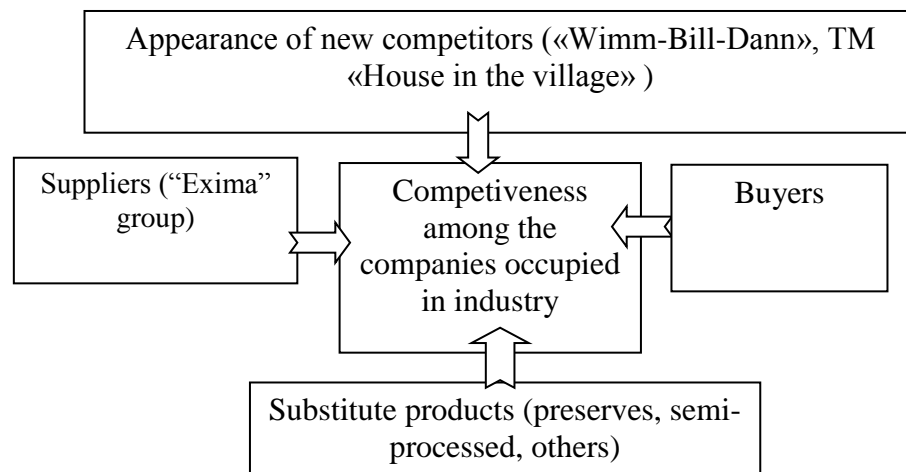 Appearance of new competitors («Wimm-Bill-Dann», TM
«House in the village» )
Suppliers (“Exima”
group)
Competiveness
among the
companies occupied
in industry
Buyers
Substitute products (preserves, semi-
processed, others)